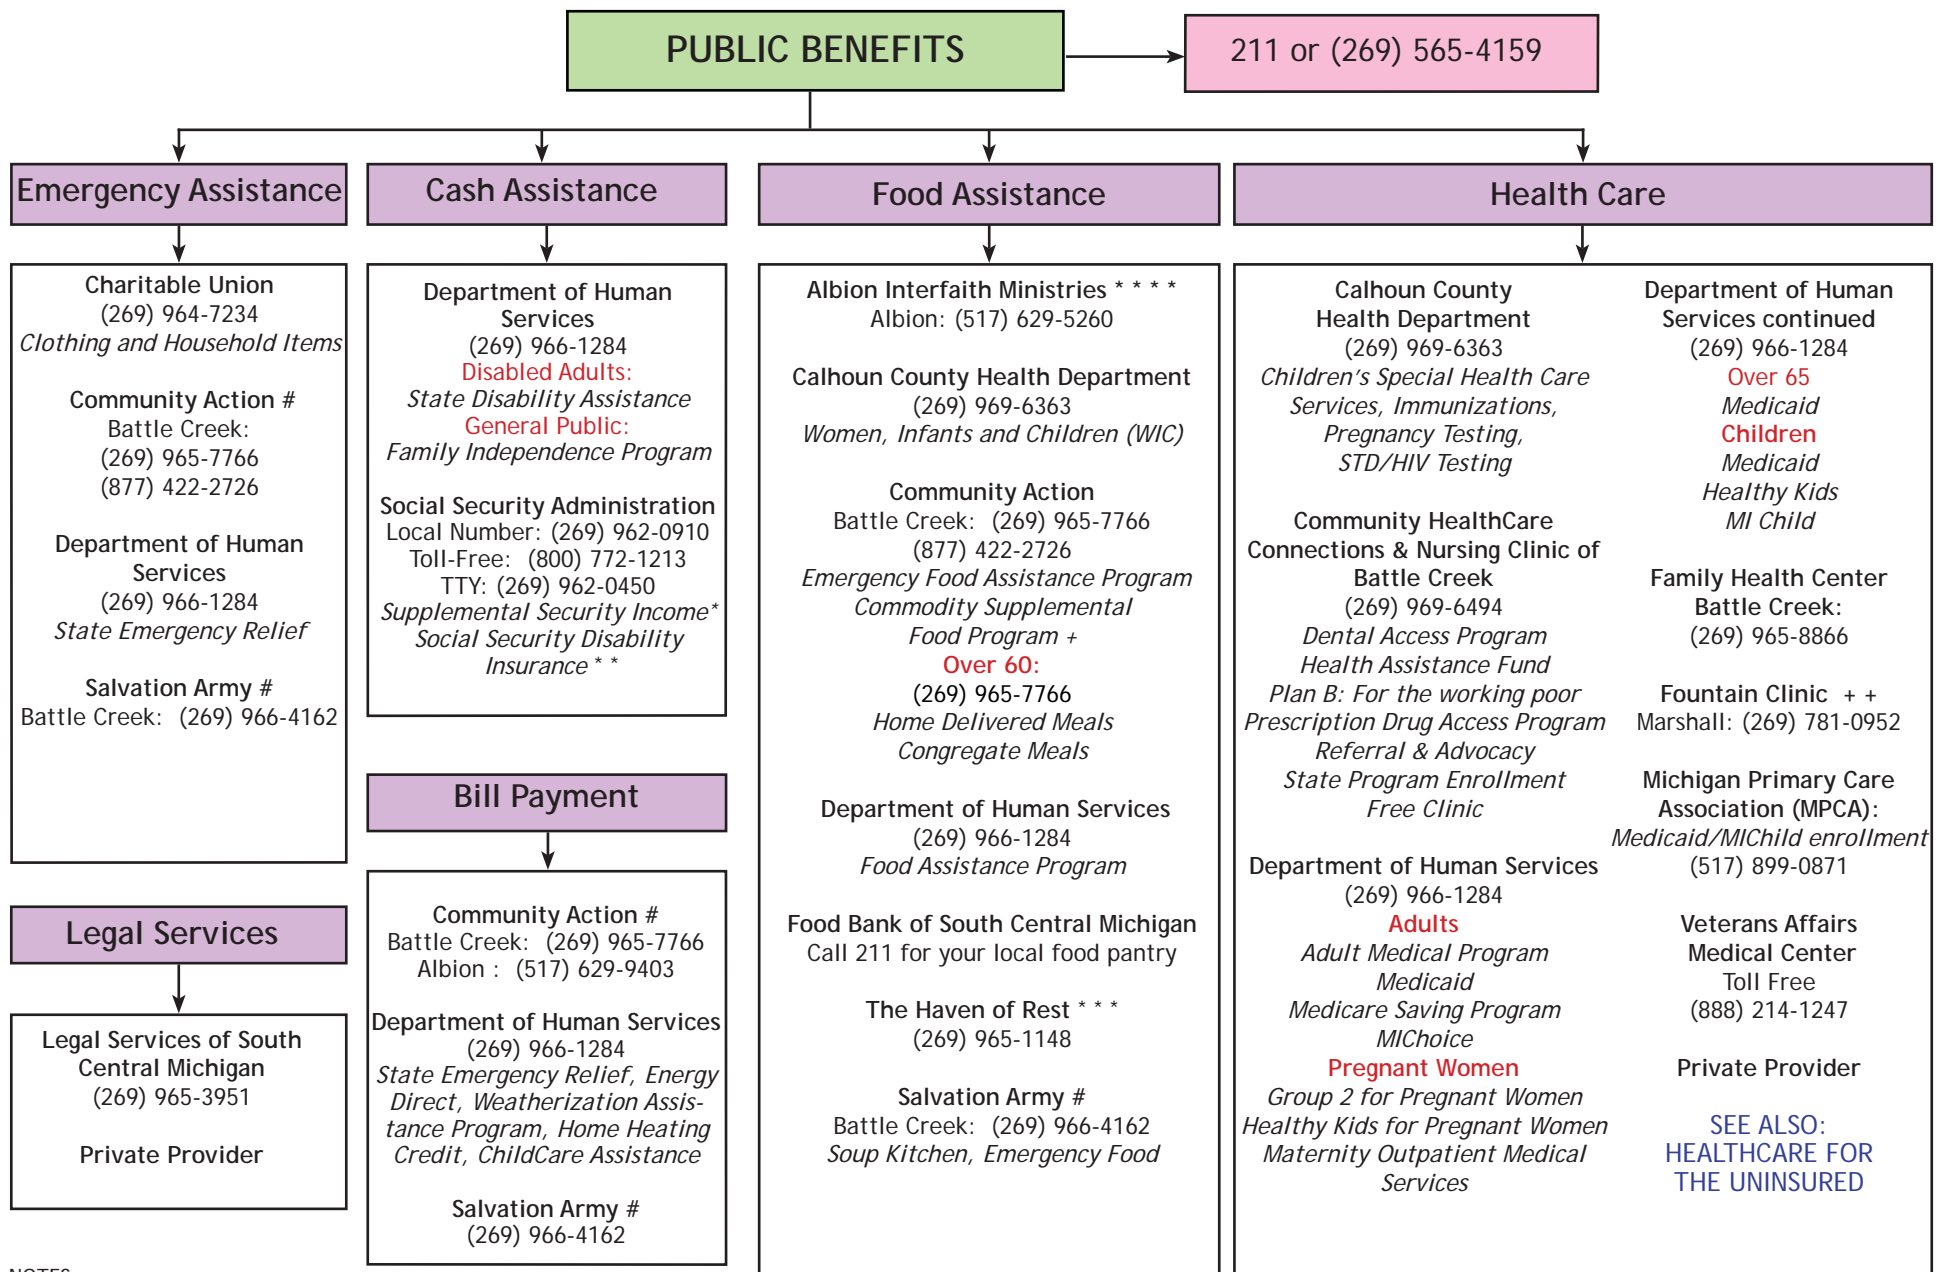 PUBLIC BENEFITS
211 or (269) 565-4159
Emergency Assistance
Charitable Union
(269) 964-7234
Clothing and Household Items
Community Action #
Battle Creek:
(269) 965-7766
(877) 422-2726
Department of Human
Services
(269) 966-1284
State Emergency Relief
Salvation Army #
Battle Creek: (269) 966-4162
Legal Services
Legal Services of South
Central Michigan
(269) 965-3951
Private Provider
Cash Assistance
Department of Human
Services
(269) 966-1284
Disabled Adults:
State Disability Assistance
General Public:
Family Independence Program
Social Security Administration
Local Number: (269) 962-0910
Toll-Free: (800) 772-1213
TTY: (269) 962-0450
Supplemental Security Income*
Social Security Disability
Insurance * *
Bill Payment
Community Action #
Battle Creek: (269) 965-7766
Albion : (517) 629-9403
Department of Human Services
(269) 966-1284
State Emergency Relief, Energy
Direct, Weatherization Assis-
tance Program, Home Heating
Credit, ChildCare Assistance
Salvation Army #
(269) 966-4162
Food Assistance
Albion Interfaith Ministries * * * *
Albion: (517) 629-5260
Calhoun County Health Department
(269) 969-6363
Women, Infants and Children (WIC)
Community Action
Battle Creek: (269) 965-7766
(877) 422-2726
Emergency Food Assistance Program
Commodity Supplemental
Food Program +
Over 60:
(269) 965-7766
Home Delivered Meals
Congregate Meals
Department of Human Services
(269) 966-1284
Food Assistance Program
Food Bank of South Central Michigan
Call 211 for your local food pantry
The Haven of Rest * * *
(269) 965-1148
Salvation Army #
Battle Creek: (269) 966-4162
Soup Kitchen, Emergency Food
Health Care
Calhoun County
Health Department
(269) 969-6363
Children's Special Health Care
Services, Immunizations,
Pregnancy Testing,
STD/HIV Testing
Community HealthCare
Connections & Nursing Clinic of
Battle Creek
(269) 969-6494
Dental Access Program
Health Assistance Fund
Plan B: For the working poor
Prescription Drug Access Program
Referral & Advocacy
State Program Enrollment
Free Clinic
Department of Human Services
(269) 966-1284
Adults
Adult Medical Program
Medicaid
Medicare Saving Program
MIChoice
Pregnant Women
Group 2 for Pregnant Women
Healthy Kids for Pregnant Women
Maternity Outpatient Medical
Services
Department of Human
Services continued
(269) 966-1284
Over 65
Medicaid
Children
Medicaid
Healthy Kids
MI Child
Family Health Center
Battle Creek:
(269) 965-8866
Fountain Clinic + +
Marshall: (269) 781-0952
Michigan Primary Care
Association (MPCA):
Medicaid/MIChild enrollment
(517) 899-0871
Veterans Affairs
Medical Center
Toll Free
(888) 214-1247
Private Provider
SEE ALSO:
HEALTHCARE FOR
THE UNINSURED